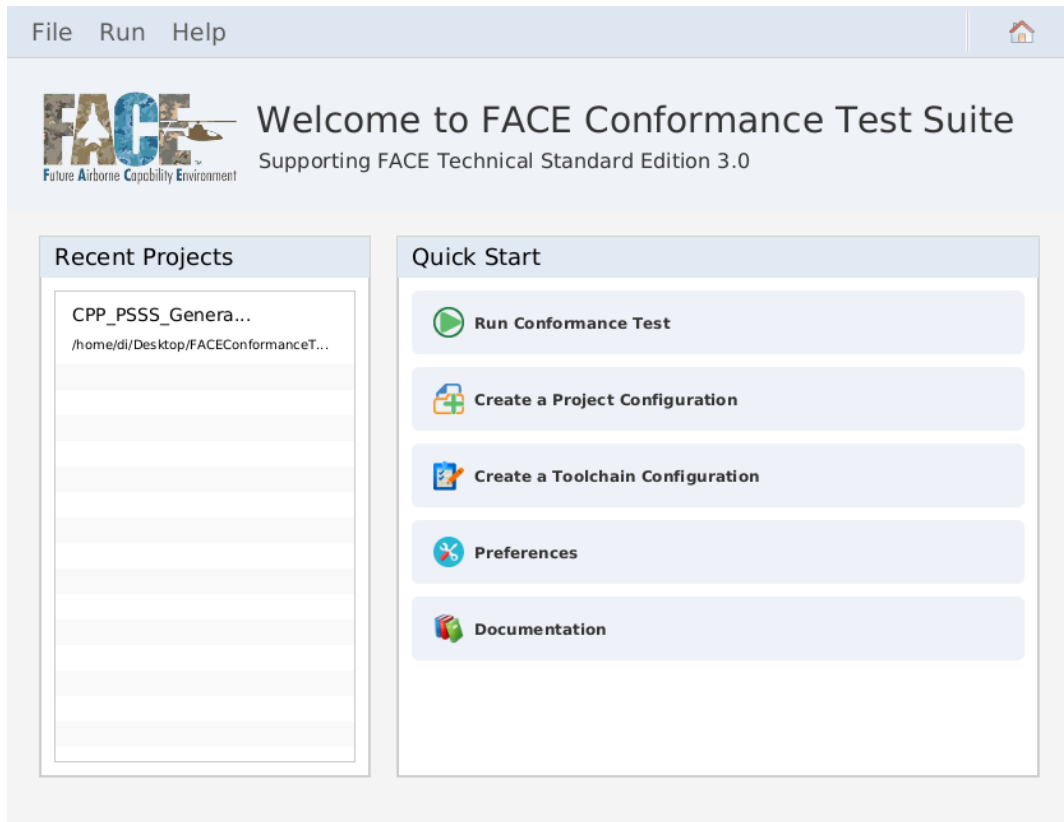 File Run Help
FACE
Future Airborne Capability Environment
Welcome to FACE Conformance Test Suite
Supporting FACE Technical Standard Edition 3.0
Recent Projects
CPP_PSSS_Genera...
/home/di/Desktop/FACEConformanceT...
Quick Start
Run Conformance Test
Create a Project Configuration
Create a Toolchain Configuration
Preferences
Documentation